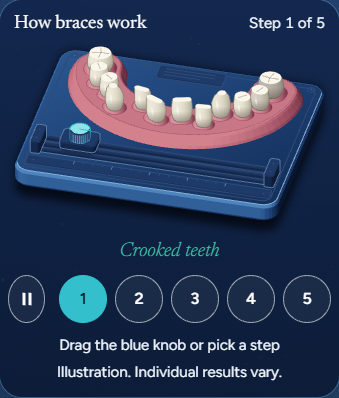 How braces work
Step 1 of 5
Crooked teeth
1 2 3 4 5
Drag the blue knob or pick a step
Illustration. Individual results vary.